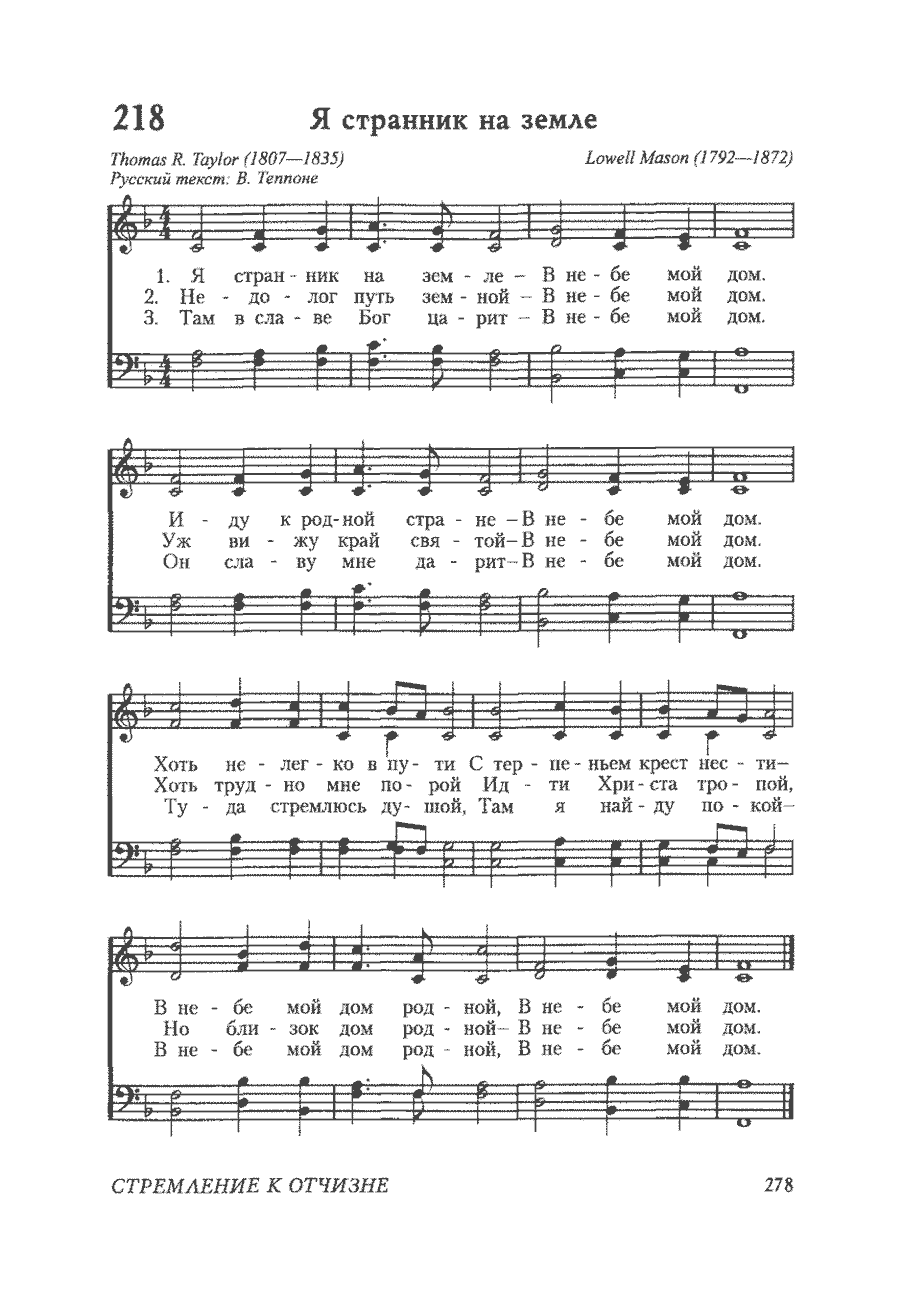 218 Я странник на земле
Thomas R. Taylor (1807—1835) Lowell Mason (1792—1872)
Русский текст: В. Теппоне
1. Я стран - ник на зем - ле – В не - бе мой дом.
2. Не - до - лог путь зем - ной – В не - бе мой дом.
3. Там в сла - ве Бог ца - рит – В не - бе мой дом.
И - ду к род-ной стра - не –В не - бе мой дом.
Уж ви - жу край свя - той–В не - бе мой дом.
Он сла - ву мне да - рит–В не - бе мой дом.
Хоть не - лег - ко в пу - ти С тер - пе - ньем крест нес - ти–
Хоть труд - но мне по - рой Ид - ти Хри - ста тро - пой,
Ту - да стремлюсь ду - шой, Там я най - ду по - кой–
В не - бе мой дом род - ной, В не - бе мой дом.
Но бли - зок дом род - ной– В не - бе мой дом.
В не - бе мой дом род - ной, В не - бе мой дом.
СТРЕМЛЕНИЕ К ОТЧИЗНЕ 278